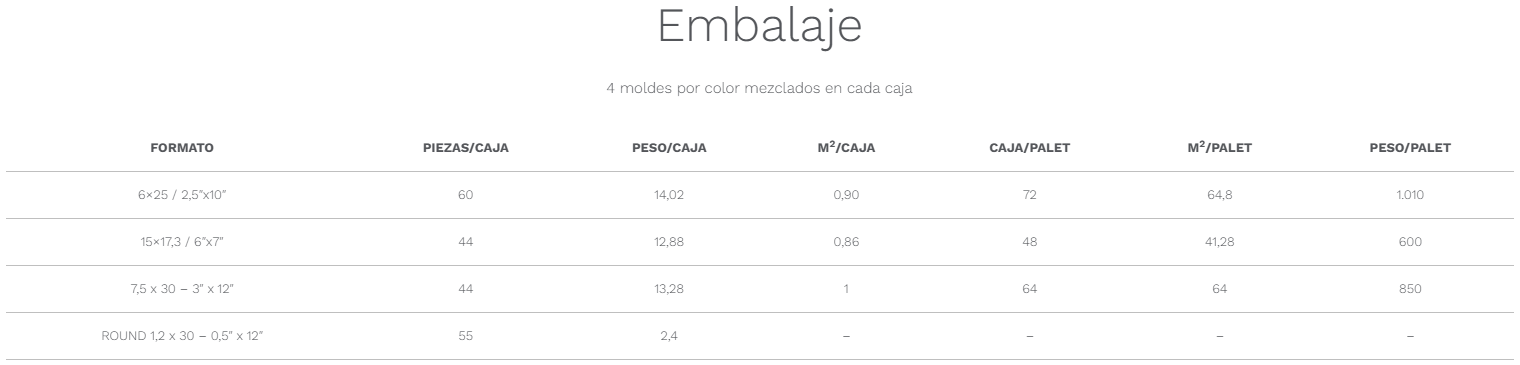 Embalaje
4 moldes por color mezclados en cada caja
FORMATO PIEZAS/CAJA PESO/CAJA M²/CAJA CAJA/PALET M²/PALET PESO/PALET
6×25 / 2,5”x10” 60 14,02 0,90 72 64,8 1.010
15×17,3 / 6”x7” 44 12,88 0,86 48 41,28 600
7,5 x 30 – 3” x 12” 44 13,28 1 64 64 850
ROUND 1,2 x 30 – 0,5” x 12” 55 2,4 – – – –